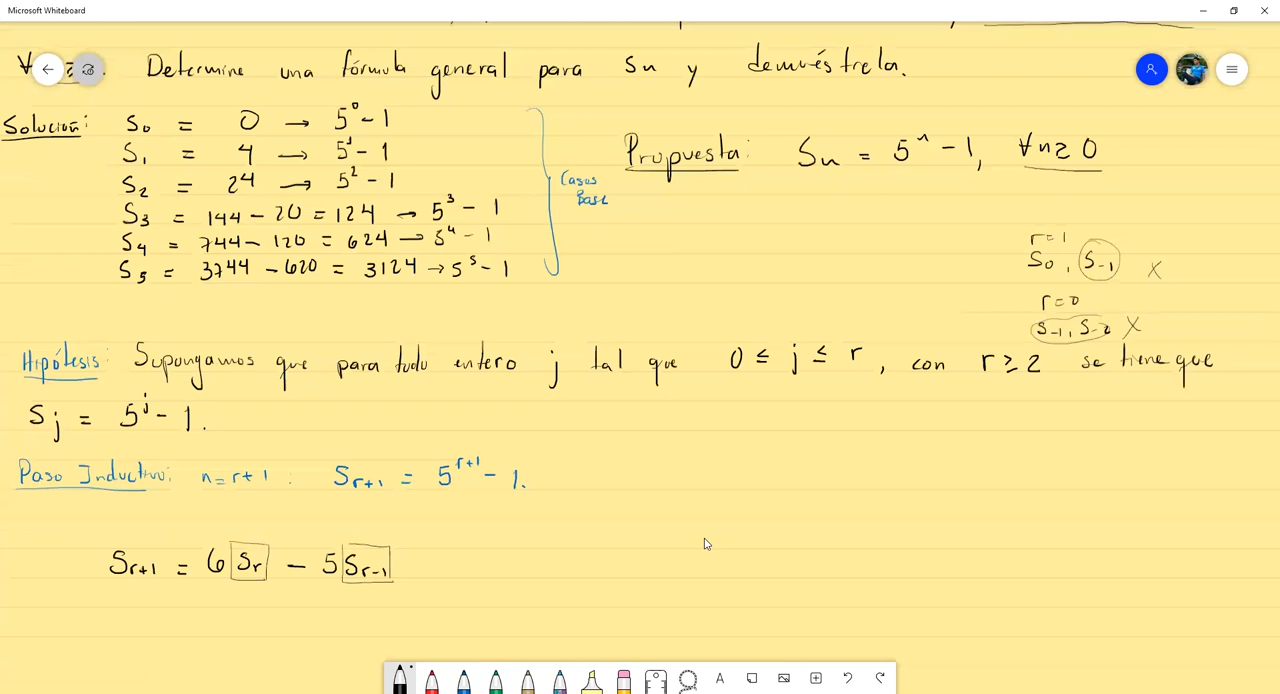 Microsoft Whiteboard
Determine una fórmula general para Sn y demuéstrela.
Solución: S₀ = 0 → 5⁰ - 1
S₁ = 4 → 5¹ - 1
S₂ = 24 → 5² - 1
S₃ = 144 - 20 = 124 → 5³ - 1
S₄ = 744 - 120 = 624 → 5⁴ - 1
S₅ = 3744 - 620 = 3124 → 5⁵ - 1
Casos
Base
Propuesta: Sn = 5ⁿ - 1, ∀n ≥ 0
r=1
S₀, S₋₁ X
r=0
S₋₁, S₋₂ X
Hipótesis: Supongamos que para todo entero j tal que 0 ≤ j ≤ r, con r ≥ 2 se tiene que
Sⱼ = 5ʲ - 1.
Paso Inductivo: n=r+1 : Sᵣ₊₁ = 5ʳ⁺¹ - 1.
Sᵣ₊₁ = 6 Sᵣ - 5 Sᵣ₋₁
A